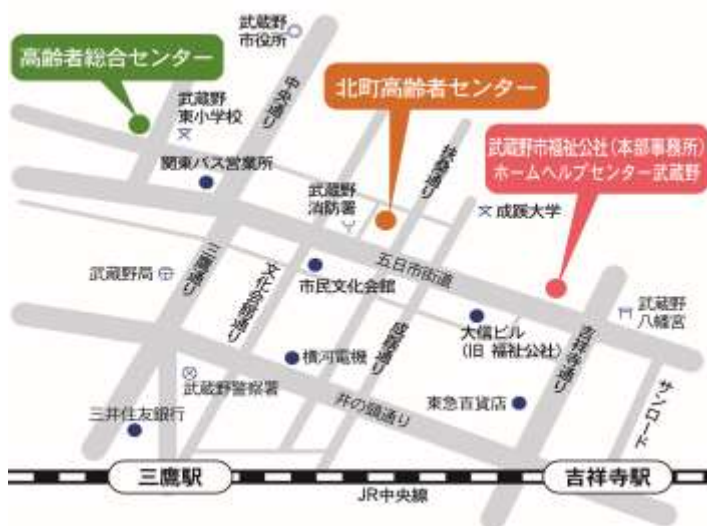 武蔵野
市役所
高齢者総合センター
中央通り
北町高齢者センター
武蔵野
東小学校
扶桑通り
武蔵野市福祉公社(本部事務所)
ホームヘルプセンター武蔵野
関東バス営業所
武蔵野
消防署
成蹊大学
三鷹通り
武蔵野局
文化会館通り
市民文化会館
五日市街道
成蹊通り
大信ビル
(旧 福祉公社)
吉祥寺通り
武蔵野
八幡宮
横河電機
武蔵野警察署
井の頭通り
東急百貨店
サンロード
三井住友銀行
三鷹駅
吉祥寺駅
JR中央線